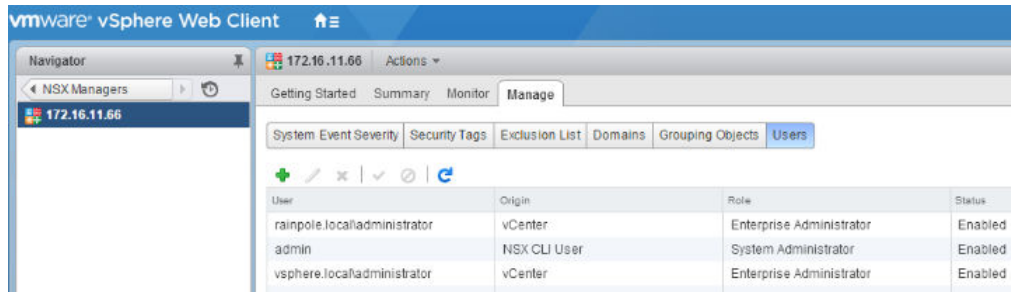 vmware® vSphere Web Client
Navigator
172.16.11.66 Actions
NSX Managers
Getting Started Summary Monitor Manage
172.16.11.66
System Event Severity Security Tags Exclusion List Domains Grouping Objects Users
User Origin Role Status
rainpole.local\administrator vCenter Enterprise Administrator Enabled
admin NSX CLI User System Administrator Enabled
vsphere.local\administrator vCenter Enterprise Administrator Enabled